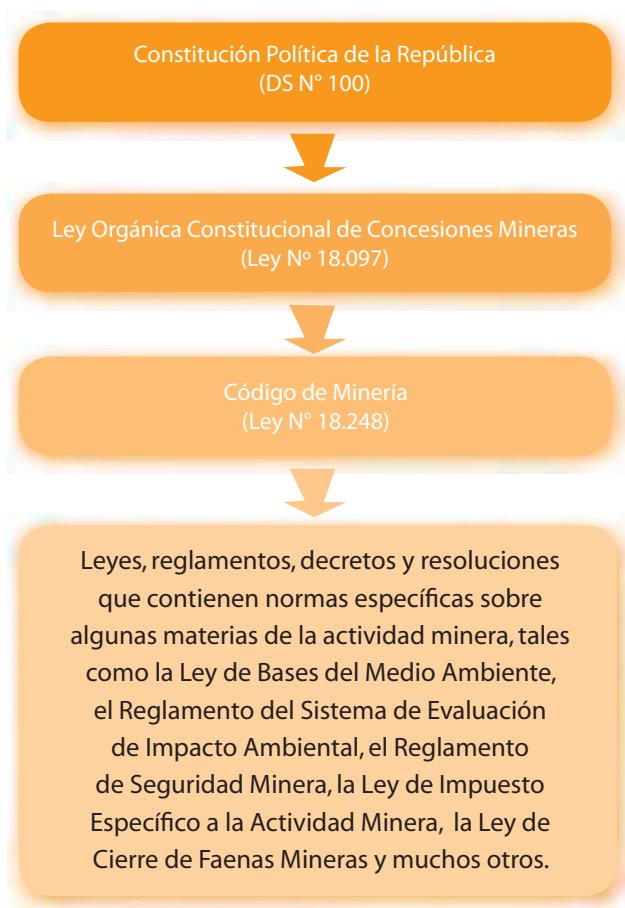 Constitución Política de la República
(DS N° 100)
Ley Orgánica Constitucional de Concesiones Mineras
(Ley Nº 18.097)
Código de Minería
(Ley N° 18.248)
Leyes, reglamentos, decretos y resoluciones
que contienen normas específicas sobre
algunas materias de la actividad minera, tales
como la Ley de Bases del Medio Ambiente,
el Reglamento del Sistema de Evaluación
de Impacto Ambiental, el Reglamento
de Seguridad Minera, la Ley de Impuesto
Específico a la Actividad Minera, la Ley de
Cierre de Faenas Mineras y muchos otros.